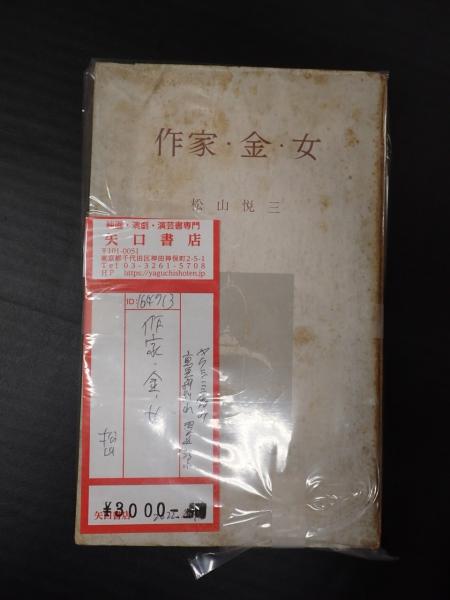 作家・金・女
松山悦三
映画・演劇・演芸書専門
矢口書店
〒101-0051
東京都千代田区神田神保町2-5-1
Tel 03-3261-5708
HP https://yaguchishoten.jp
ID:164713
作家・金・女
松山
¥3000-
矢口書店